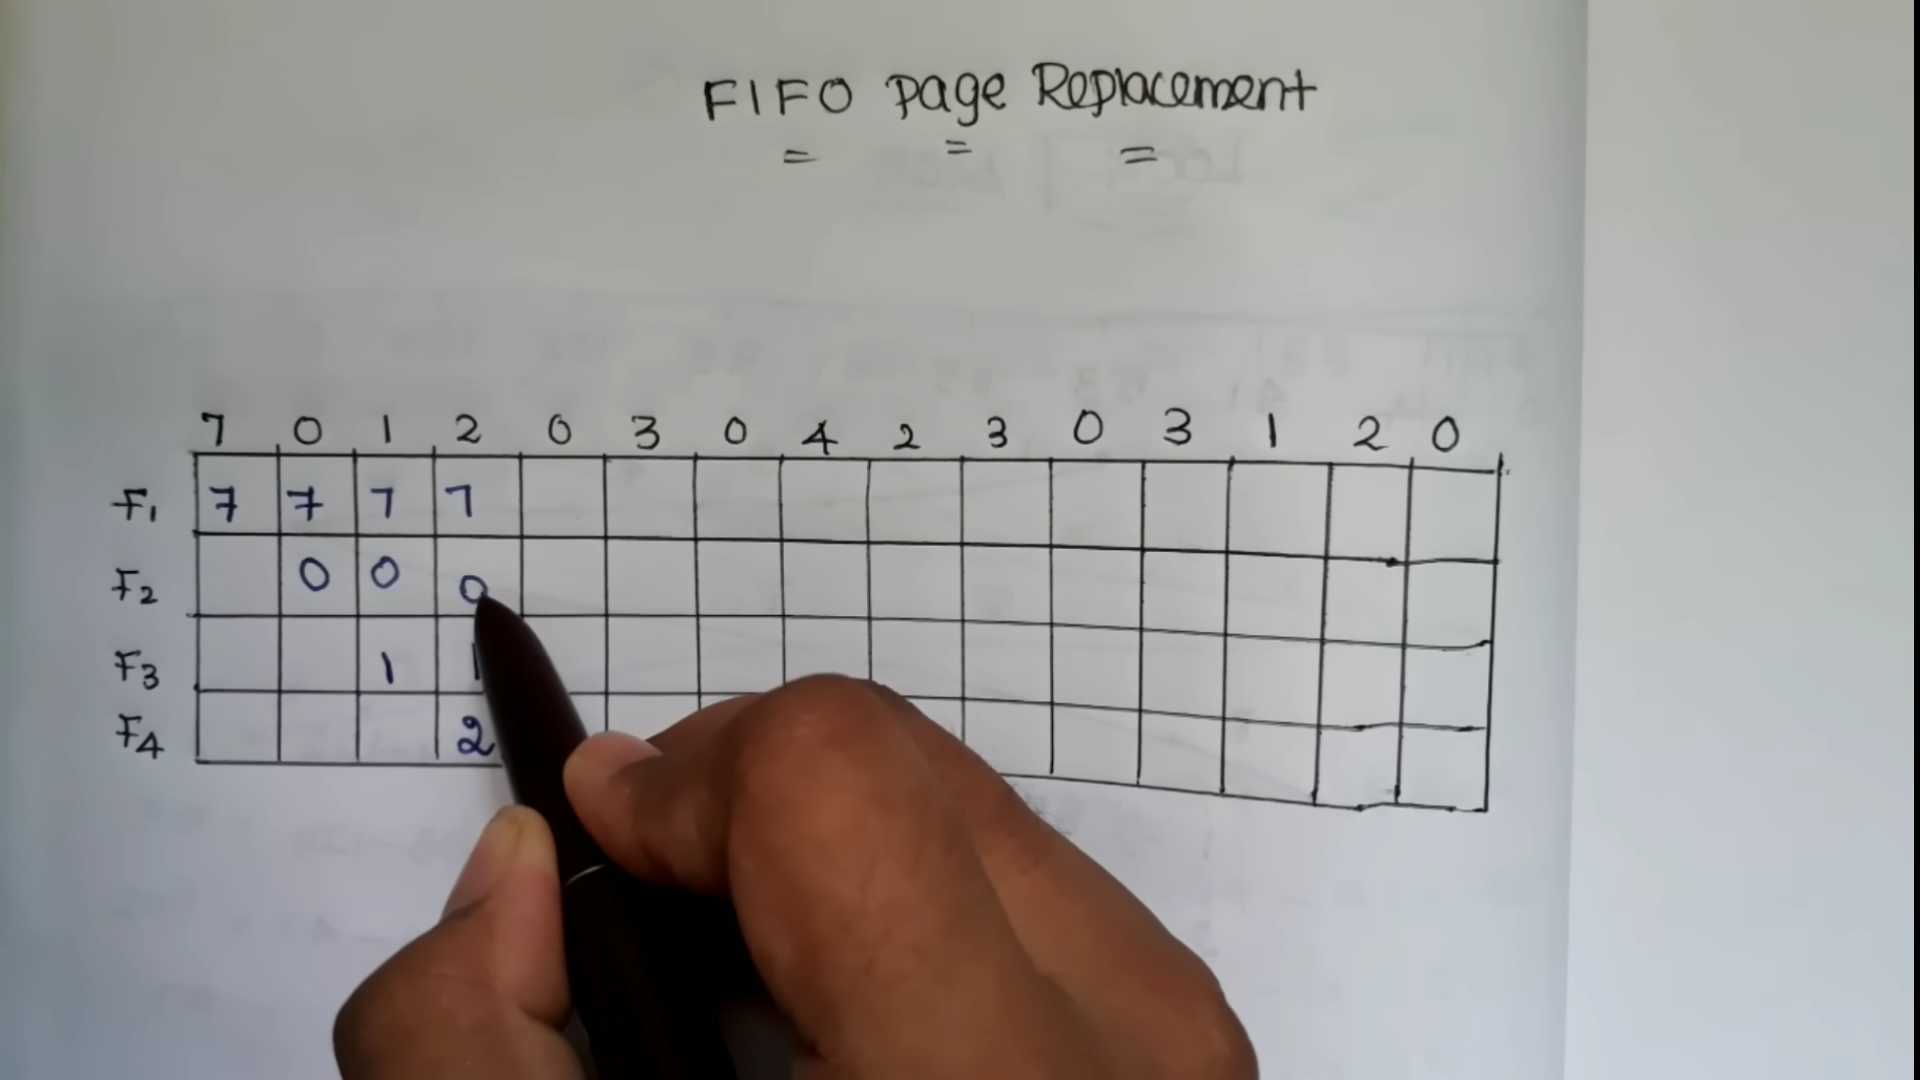 FIFO Page Replacement
7 0 1 2 0 3 0 4 2 3 0 3 1 2 0
F1 7 7 7 7
F2 0 0 0
F3 1 1
F4 2